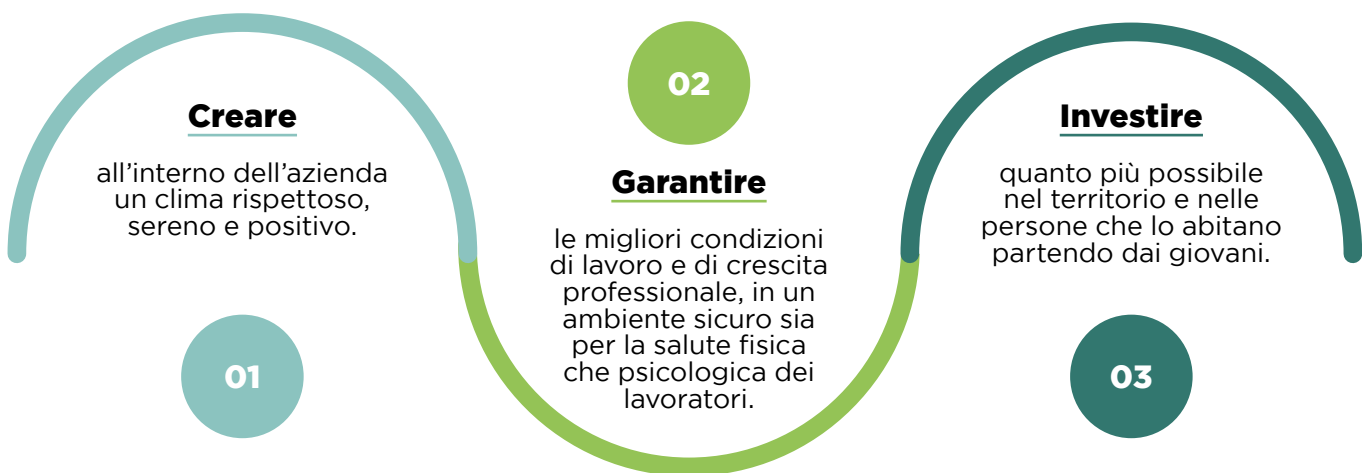 Creare
all’interno dell’azienda
un clima rispettoso,
sereno e positivo.
01
02
Garantire
le migliori condizioni
di lavoro e di crescita
professionale, in un
ambiente sicuro sia
per la salute fisica
che psicologica dei
lavoratori.
Investire
quanto più possibile
nel territorio e nelle
persone che lo abitano
partendo dai giovani.
03